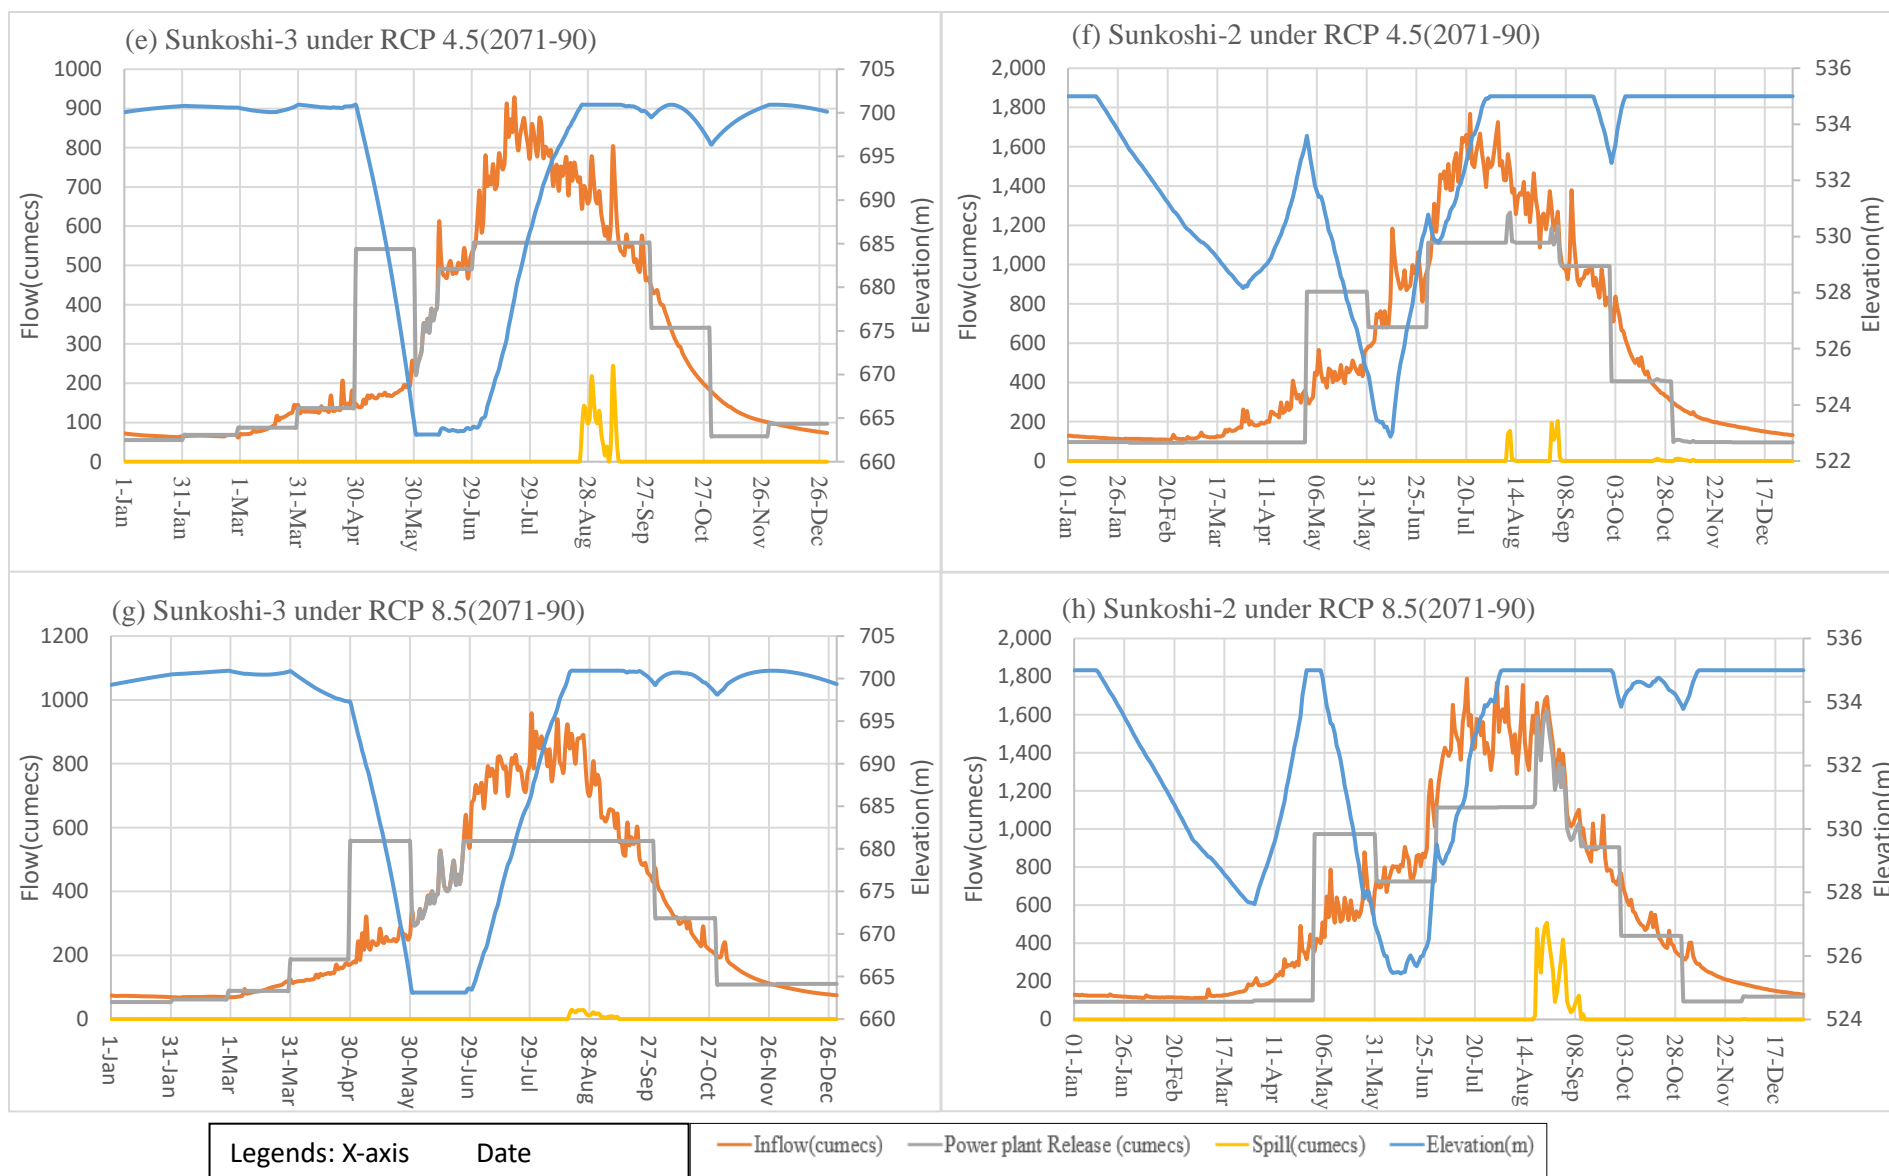 (e) Sunkoshi-3 under RCP 4.5(2071-90)
1000
900
800
700
600
500
400
300
200
100
0
Flow(cumecs)
705
700
695
690
685
680
675
670
665
660
Elevation(m)
1-Jan
31-Jan
1-Mar
31-Mar
30-Apr
30-May
29-Jun
29-Jul
28-Aug
27-Sep
27-Oct
26-Nov
26-Dec
(f) Sunkoshi-2 under RCP 4.5(2071-90)
2,000
1,800
1,600
1,400
1,200
1,000
800
600
400
200
0
Flow(cumecs)
536
534
532
530
528
526
524
522
Elevation(m)
01-Jan
26-Jan
20-Feb
17-Mar
11-Apr
06-May
31-May
25-Jun
20-Jul
14-Aug
08-Sep
03-Oct
28-Oct
22-Nov
17-Dec
(g) Sunkoshi-3 under RCP 8.5(2071-90)
1200
1000
800
600
400
200
0
Flow(cumecs)
705
700
695
690
685
680
675
670
665
660
Elevation(m)
1-Jan
31-Jan
1-Mar
31-Mar
30-Apr
30-May
29-Jun
29-Jul
28-Aug
27-Sep
27-Oct
26-Nov
26-Dec
(h) Sunkoshi-2 under RCP 8.5(2071-90)
2,000
1,800
1,600
1,400
1,200
1,000
800
600
400
200
0
Flow(cumecs)
536
534
532
530
528
526
524
Elevation(m)
01-Jan
26-Jan
20-Feb
17-Mar
11-Apr
06-May
31-May
25-Jun
20-Jul
14-Aug
08-Sep
03-Oct
28-Oct
22-Nov
17-Dec
Legends: X-axis Date
Inflow(cumecs) Power plant Release (cumecs) Spill(cumecs) Elevation(m)